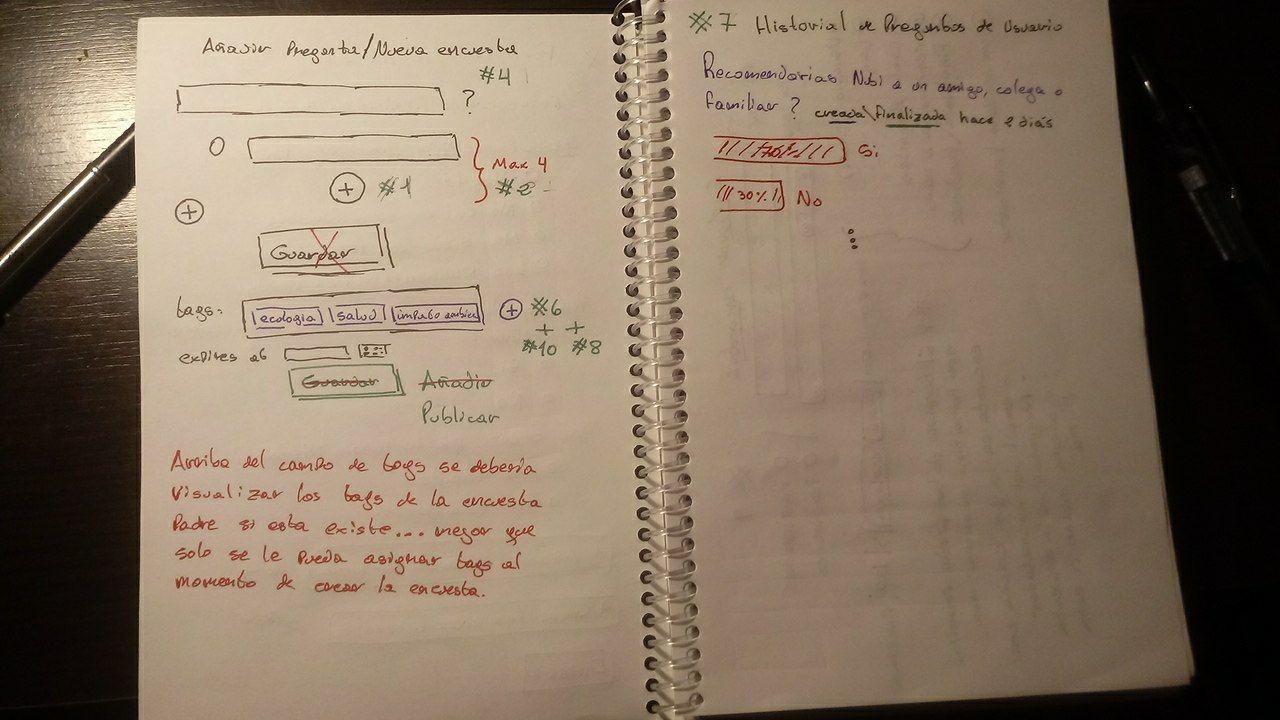 Añadir Pregunta/Nueva encuesta
#4
?
O
Max 4
+ #1
#2
+
Guardar
tags:
ecologia salud impacto ambien
+ #6
+ +
#10 #8
expires at
Guardar Añadir
Publicar
Arriba del campo de tags se debería
visualizar los tags de la encuesta
Padre si esta existe... mejor que
solo se le pueda asignar tags al
momento de crear la encuesta.
#7 Historial de Preguntas de Usuario
Recomendarias Nubi a un amigo, colega o
familiar? creada\finalizada hace 2 diás
70% Si
30% No